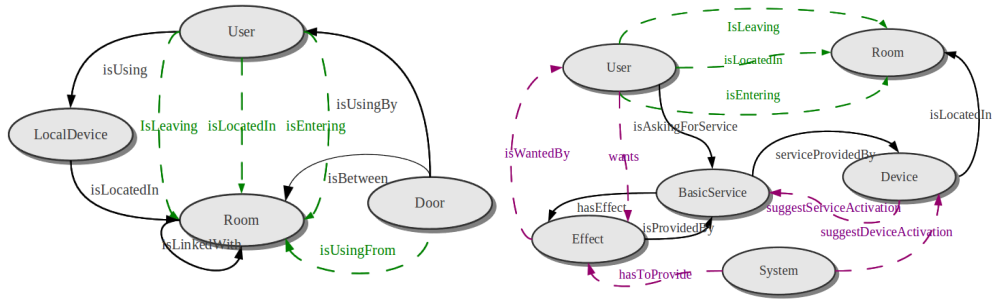 User
isUsing
isUsingBy
LocalDevice
IsLeaving
isLocatedIn
isEntering
isLocatedIn
isBetween
Room
Door
isLinkedWith
isUsingFrom
IsLeaving
User
Room
isLocatedIn
isEntering
isLocatedIn
isAskingForService
isWantedBy
wants
serviceProvidedBy
BasicService
Device
hasEffect
suggestServiceActivation
isProvidedBy
suggestDeviceActivation
Effect
hasToProvide
System